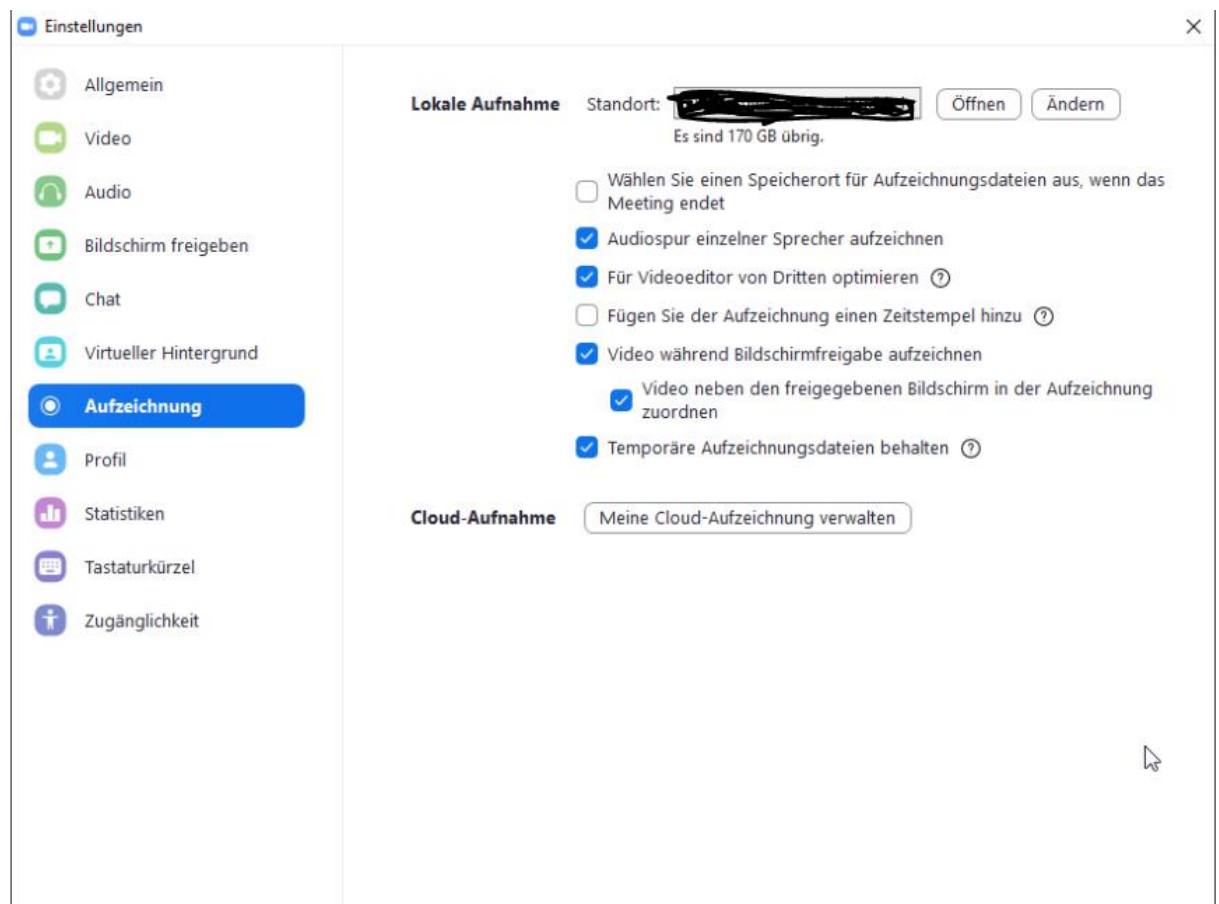 Einstellungen
Allgemein
Video
Audio
Bildschirm freigeben
Chat
Virtueller Hintergrund
Aufzeichnung
Profil
Statistiken
Tastaturkürzel
Zugänglichkeit
Lokale Aufnahme Standort: Öffnen Ändern
Es sind 170 GB übrig.
Wählen Sie einen Speicherort für Aufzeichnungsdateien aus, wenn das
Meeting endet
Audiospur einzelner Sprecher aufzeichnen
Für Videoeditor von Dritten optimieren
Fügen Sie der Aufzeichnung einen Zeitstempel hinzu
Video während Bildschirmfreigabe aufzeichnen
Video neben den freigegebenen Bildschirm in der Aufzeichnung
zuordnen
Temporäre Aufzeichnungsdateien behalten
Cloud-Aufnahme Meine Cloud-Aufzeichnung verwalten